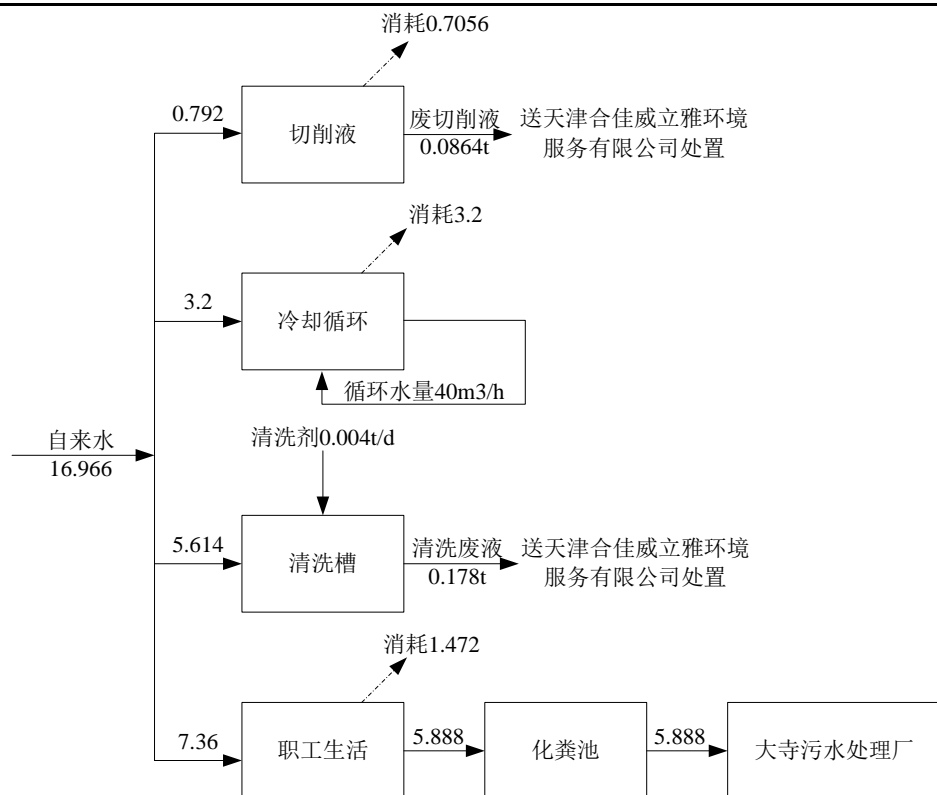 消耗0.7056
0.792
切削液
废切削液
0.0864t
送天津合佳威立雅环境
服务有限公司处置
消耗3.2
3.2
冷却循环
循环水量40m3/h
自来水
16.966
清洗剂0.004t/d
5.614
清洗槽
清洗废液
0.178t
送天津合佳威立雅环境
服务有限公司处置
消耗1.472
7.36
职工生活
5.888
化粪池
5.888
大寺污水处理厂